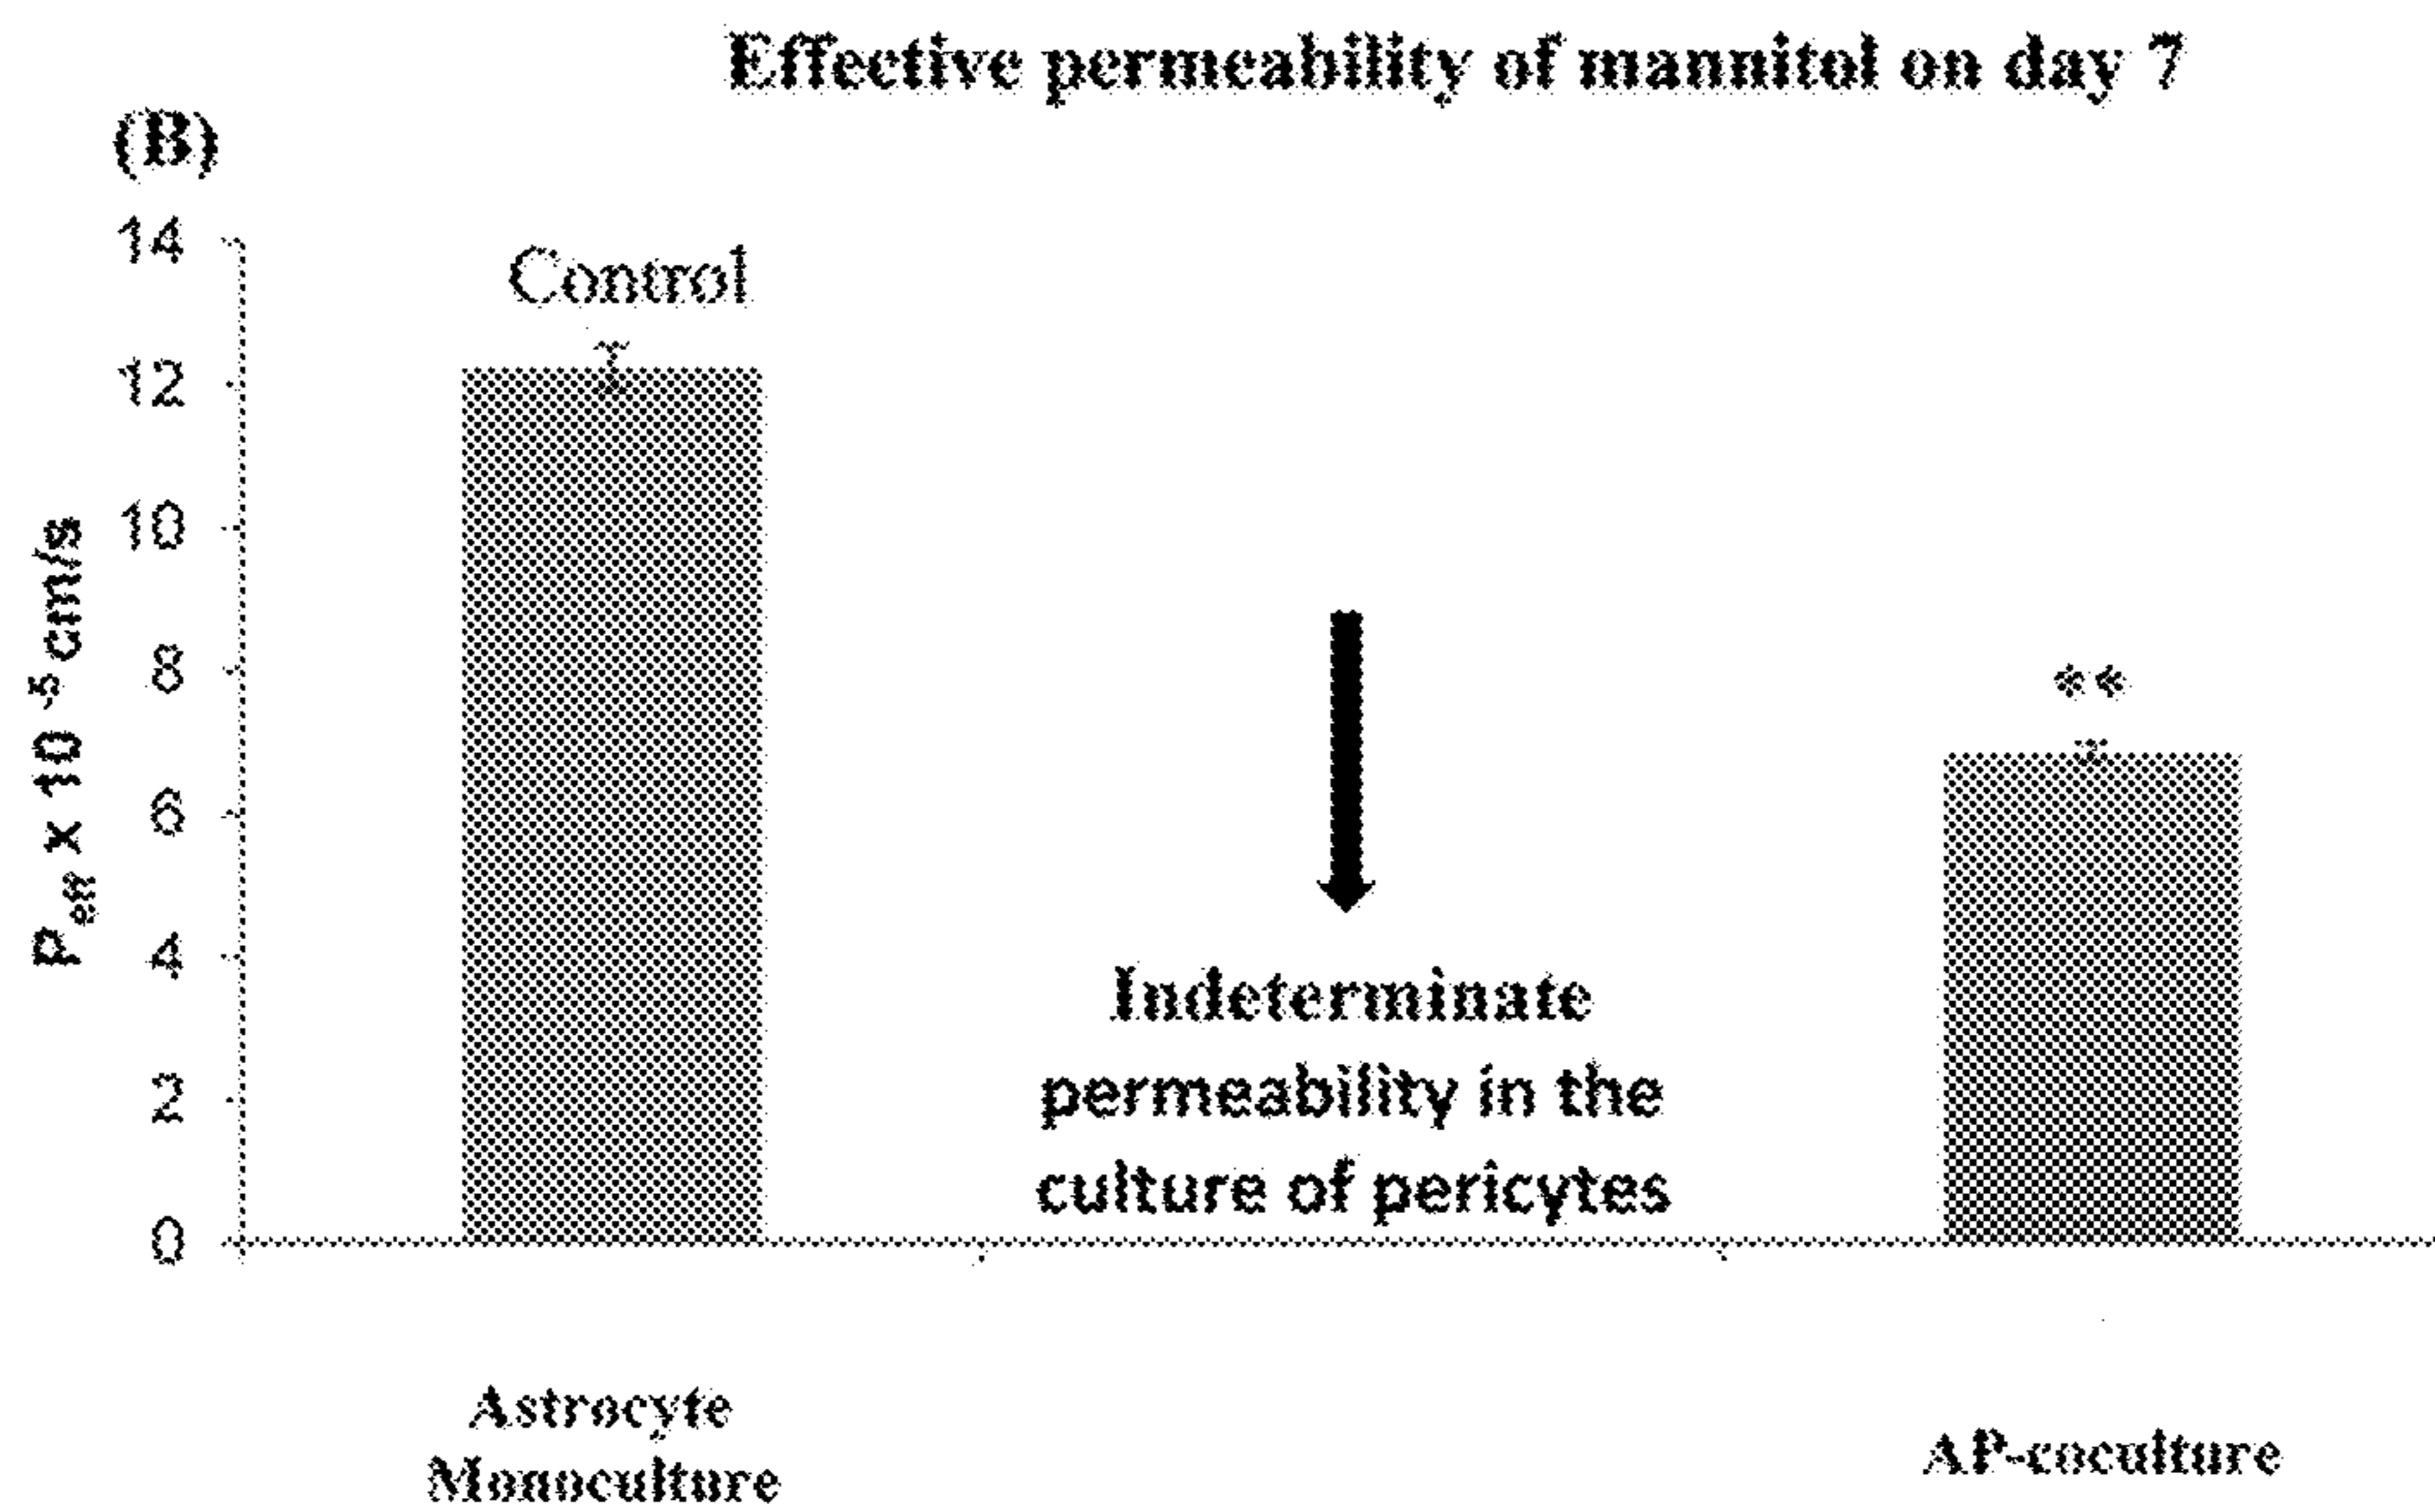 Effective permeability of mannitol on day 7
(B)
14
Control
12
10
8
**
6
4
2
0
Peff x 10 -5 cm/s
Indeterminate
permeability in the
culture of pericytes
Astrocyte
Monoculture
AP-coculture